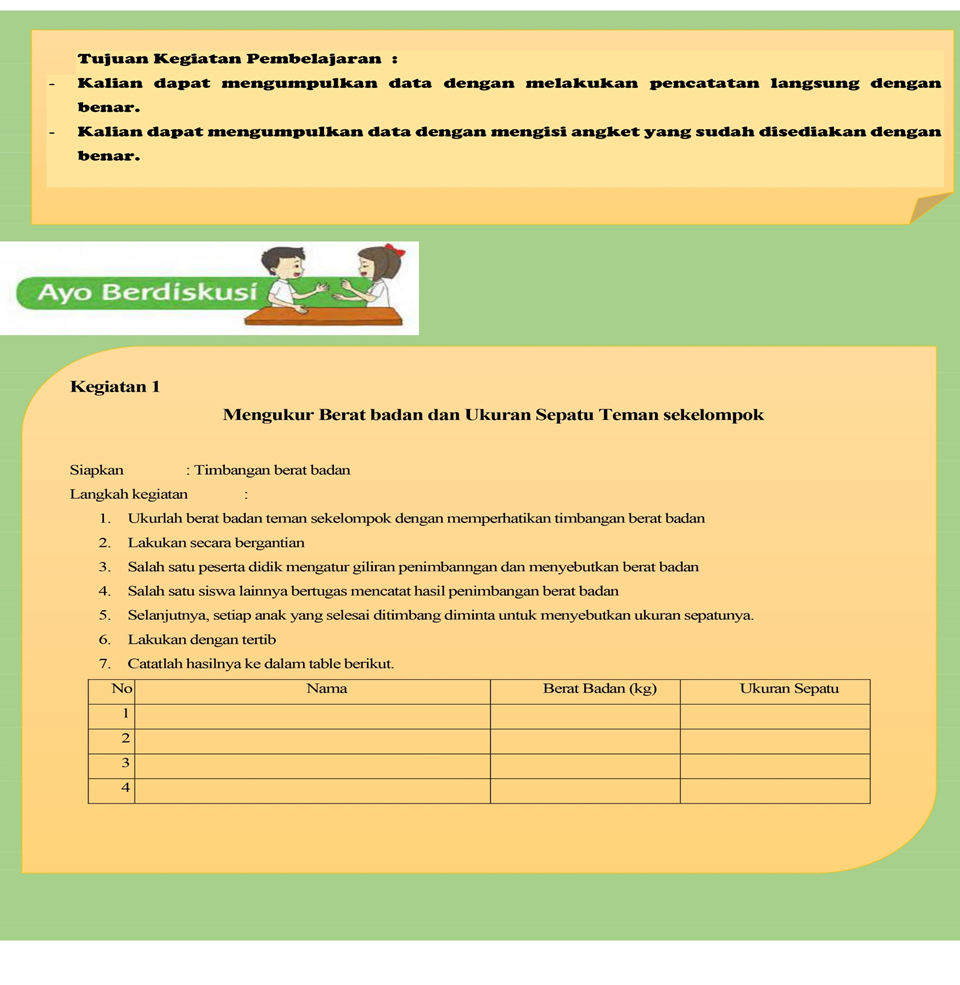 Tujuan Kegiatan Pembelajaran :
- Kalian dapat mengumpulkan data dengan melakukan pencatatan langsung dengan
benar.
- Kalian dapat mengumpulkan data dengan mengisi angket yang sudah disediakan dengan
benar.
Ayo Berdiskusi
Kegiatan 1
Mengukur Berat badan dan Ukuran Sepatu Teman sekelompok
Siapkan : Timbangan berat badan
Langkah kegiatan :
1. Ukurlah berat badan teman sekelompok dengan memperhatikan timbangan berat badan
2. Lakukan secara bergantian
3. Salah satu peserta didik mengatur giliran penimbanngan dan menyebutkan berat badan
4. Salah satu siswa lainnya bertugas mencatat hasil penimbangan berat badan
5. Selanjutnya, setiap anak yang selesai ditimbang diminta untuk menyebutkan ukuran sepatunya.
6. Lakukan dengan tertib
7. Catatlah hasilnya ke dalam table berikut.
No Nama Berat Badan (kg) Ukuran Sepatu
1
2
3
4